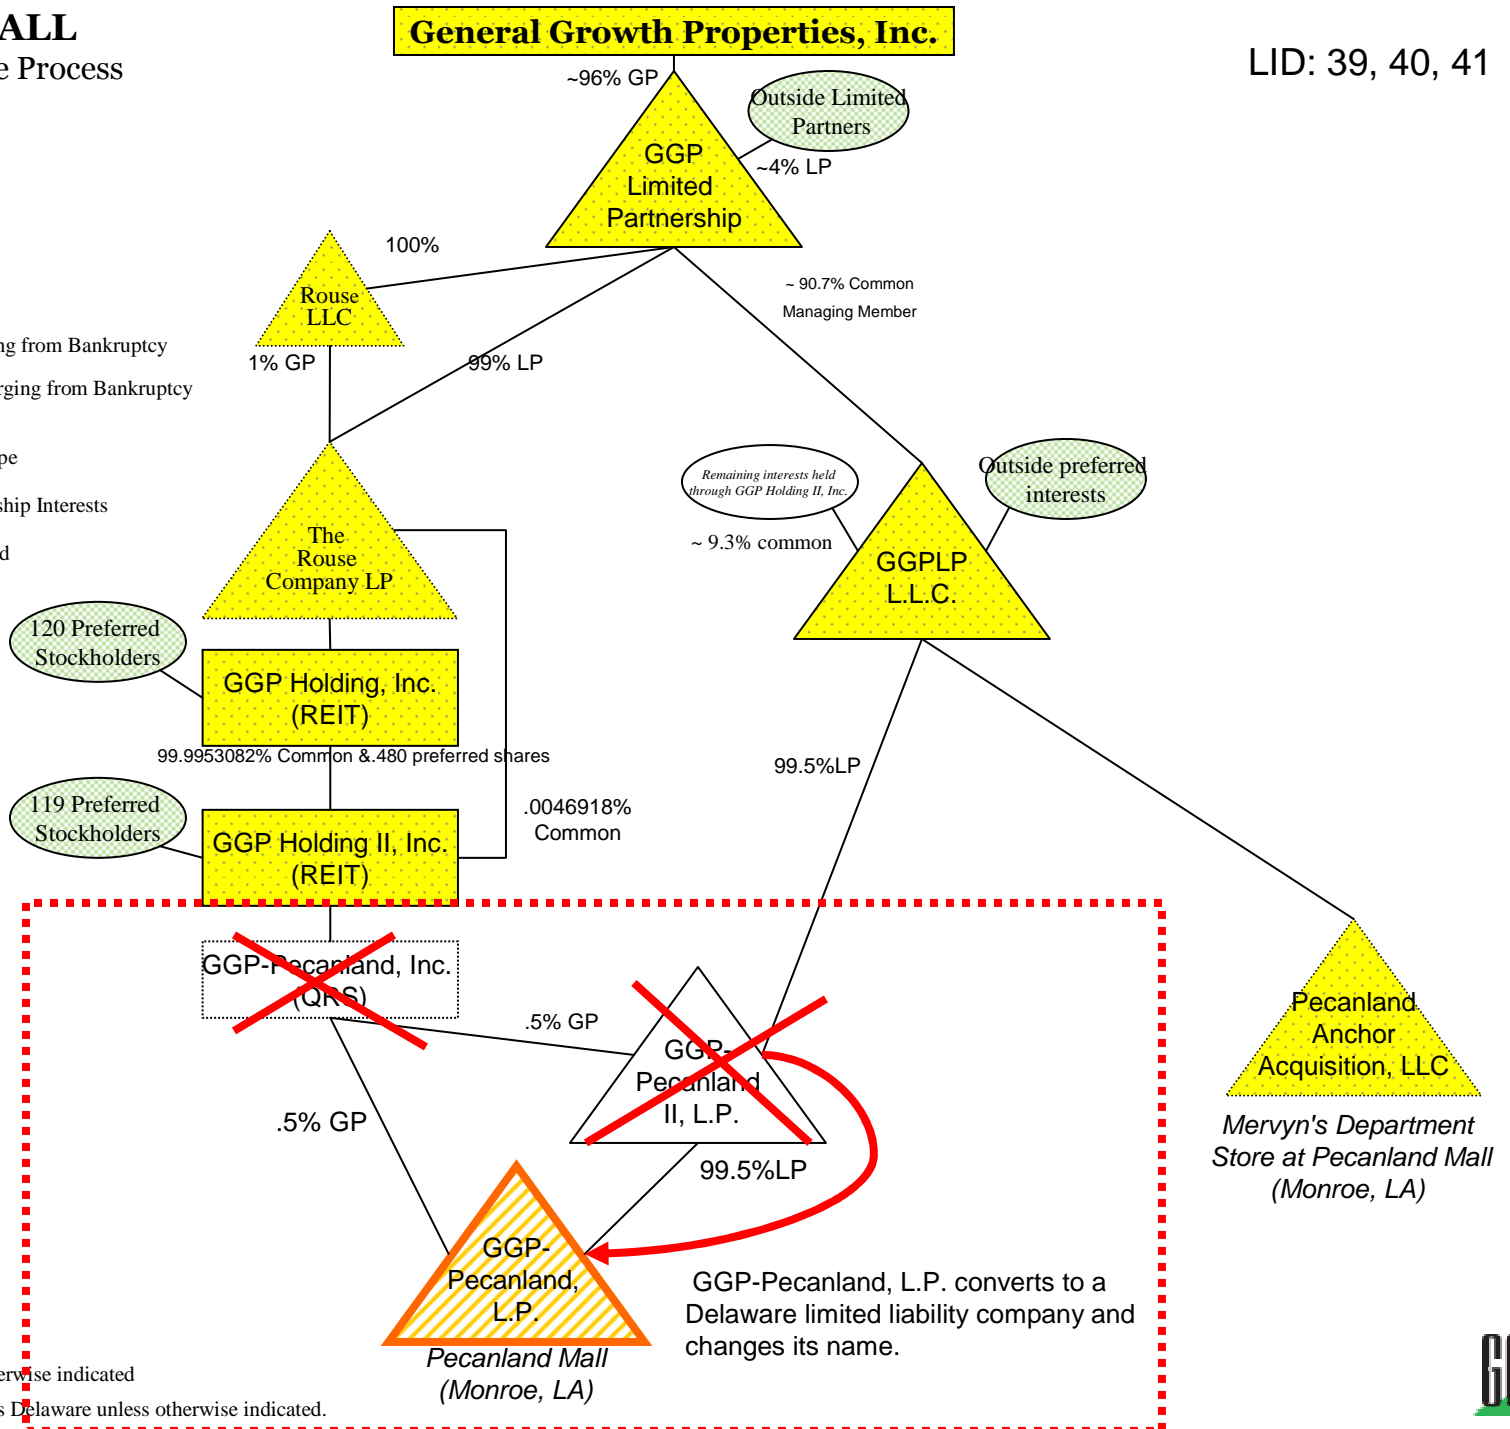 ALL
e Process
General Growth Properties, Inc.
LID: 39, 40, 41
~96% GP
Outside Limited
Partners
GGP
Limited
Partnership
~4% LP
100%
Rouse
LLC
~ 90.7% Common
Managing Member
ng from Bankruptcy
1% GP
99% LP
rging from Bankruptcy
pe
ship Interests
d
Remaining interests held
through GGP Holding II, Inc.
Outside preferred
interests
~ 9.3% common
The
Rouse
Company LP
GGPLP
L.L.C.
120 Preferred
Stockholders
GGP Holding, Inc.
(REIT)
99.9953082% Common &.480 preferred shares
99.5%LP
119 Preferred
Stockholders
.0046918%
Common
GGP Holding II, Inc.
(REIT)
GGP-Pecanland, Inc.
(QRS)
.5% GP
GGP-
Pecanland
II, L.P.
Pecanland
Anchor
Acquisition, LLC
.5% GP
99.5%LP
Mervyn's Department
Store at Pecanland Mall
(Monroe, LA)
GGP-
Pecanland,
L.P.
GGP-Pecanland, L.P. converts to a
Delaware limited liability company and
changes its name.
Pecanland Mall
(Monroe, LA)
erwise indicated
s Delaware unless otherwise indicated.